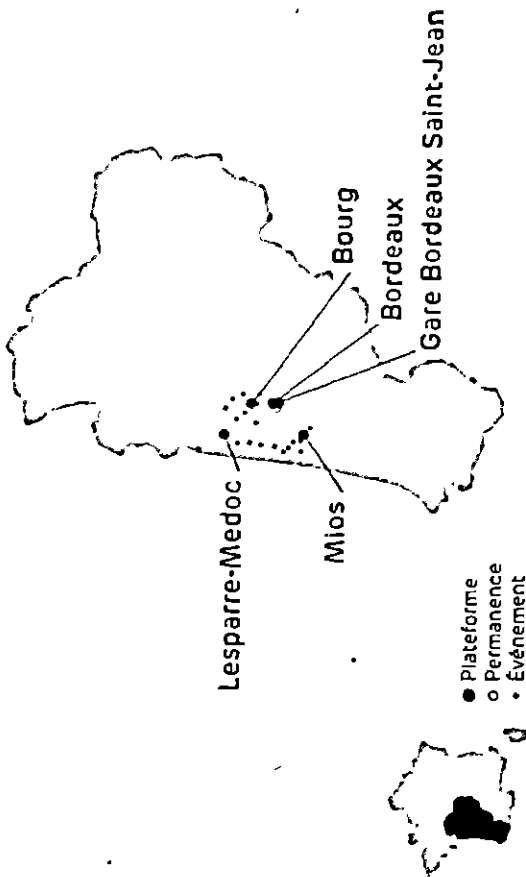 Lesparre-Medoc
Mios
Bourg
Bordeaux
Gare Bordeaux Saint-Jean
Plateforme
Permanence
Événement